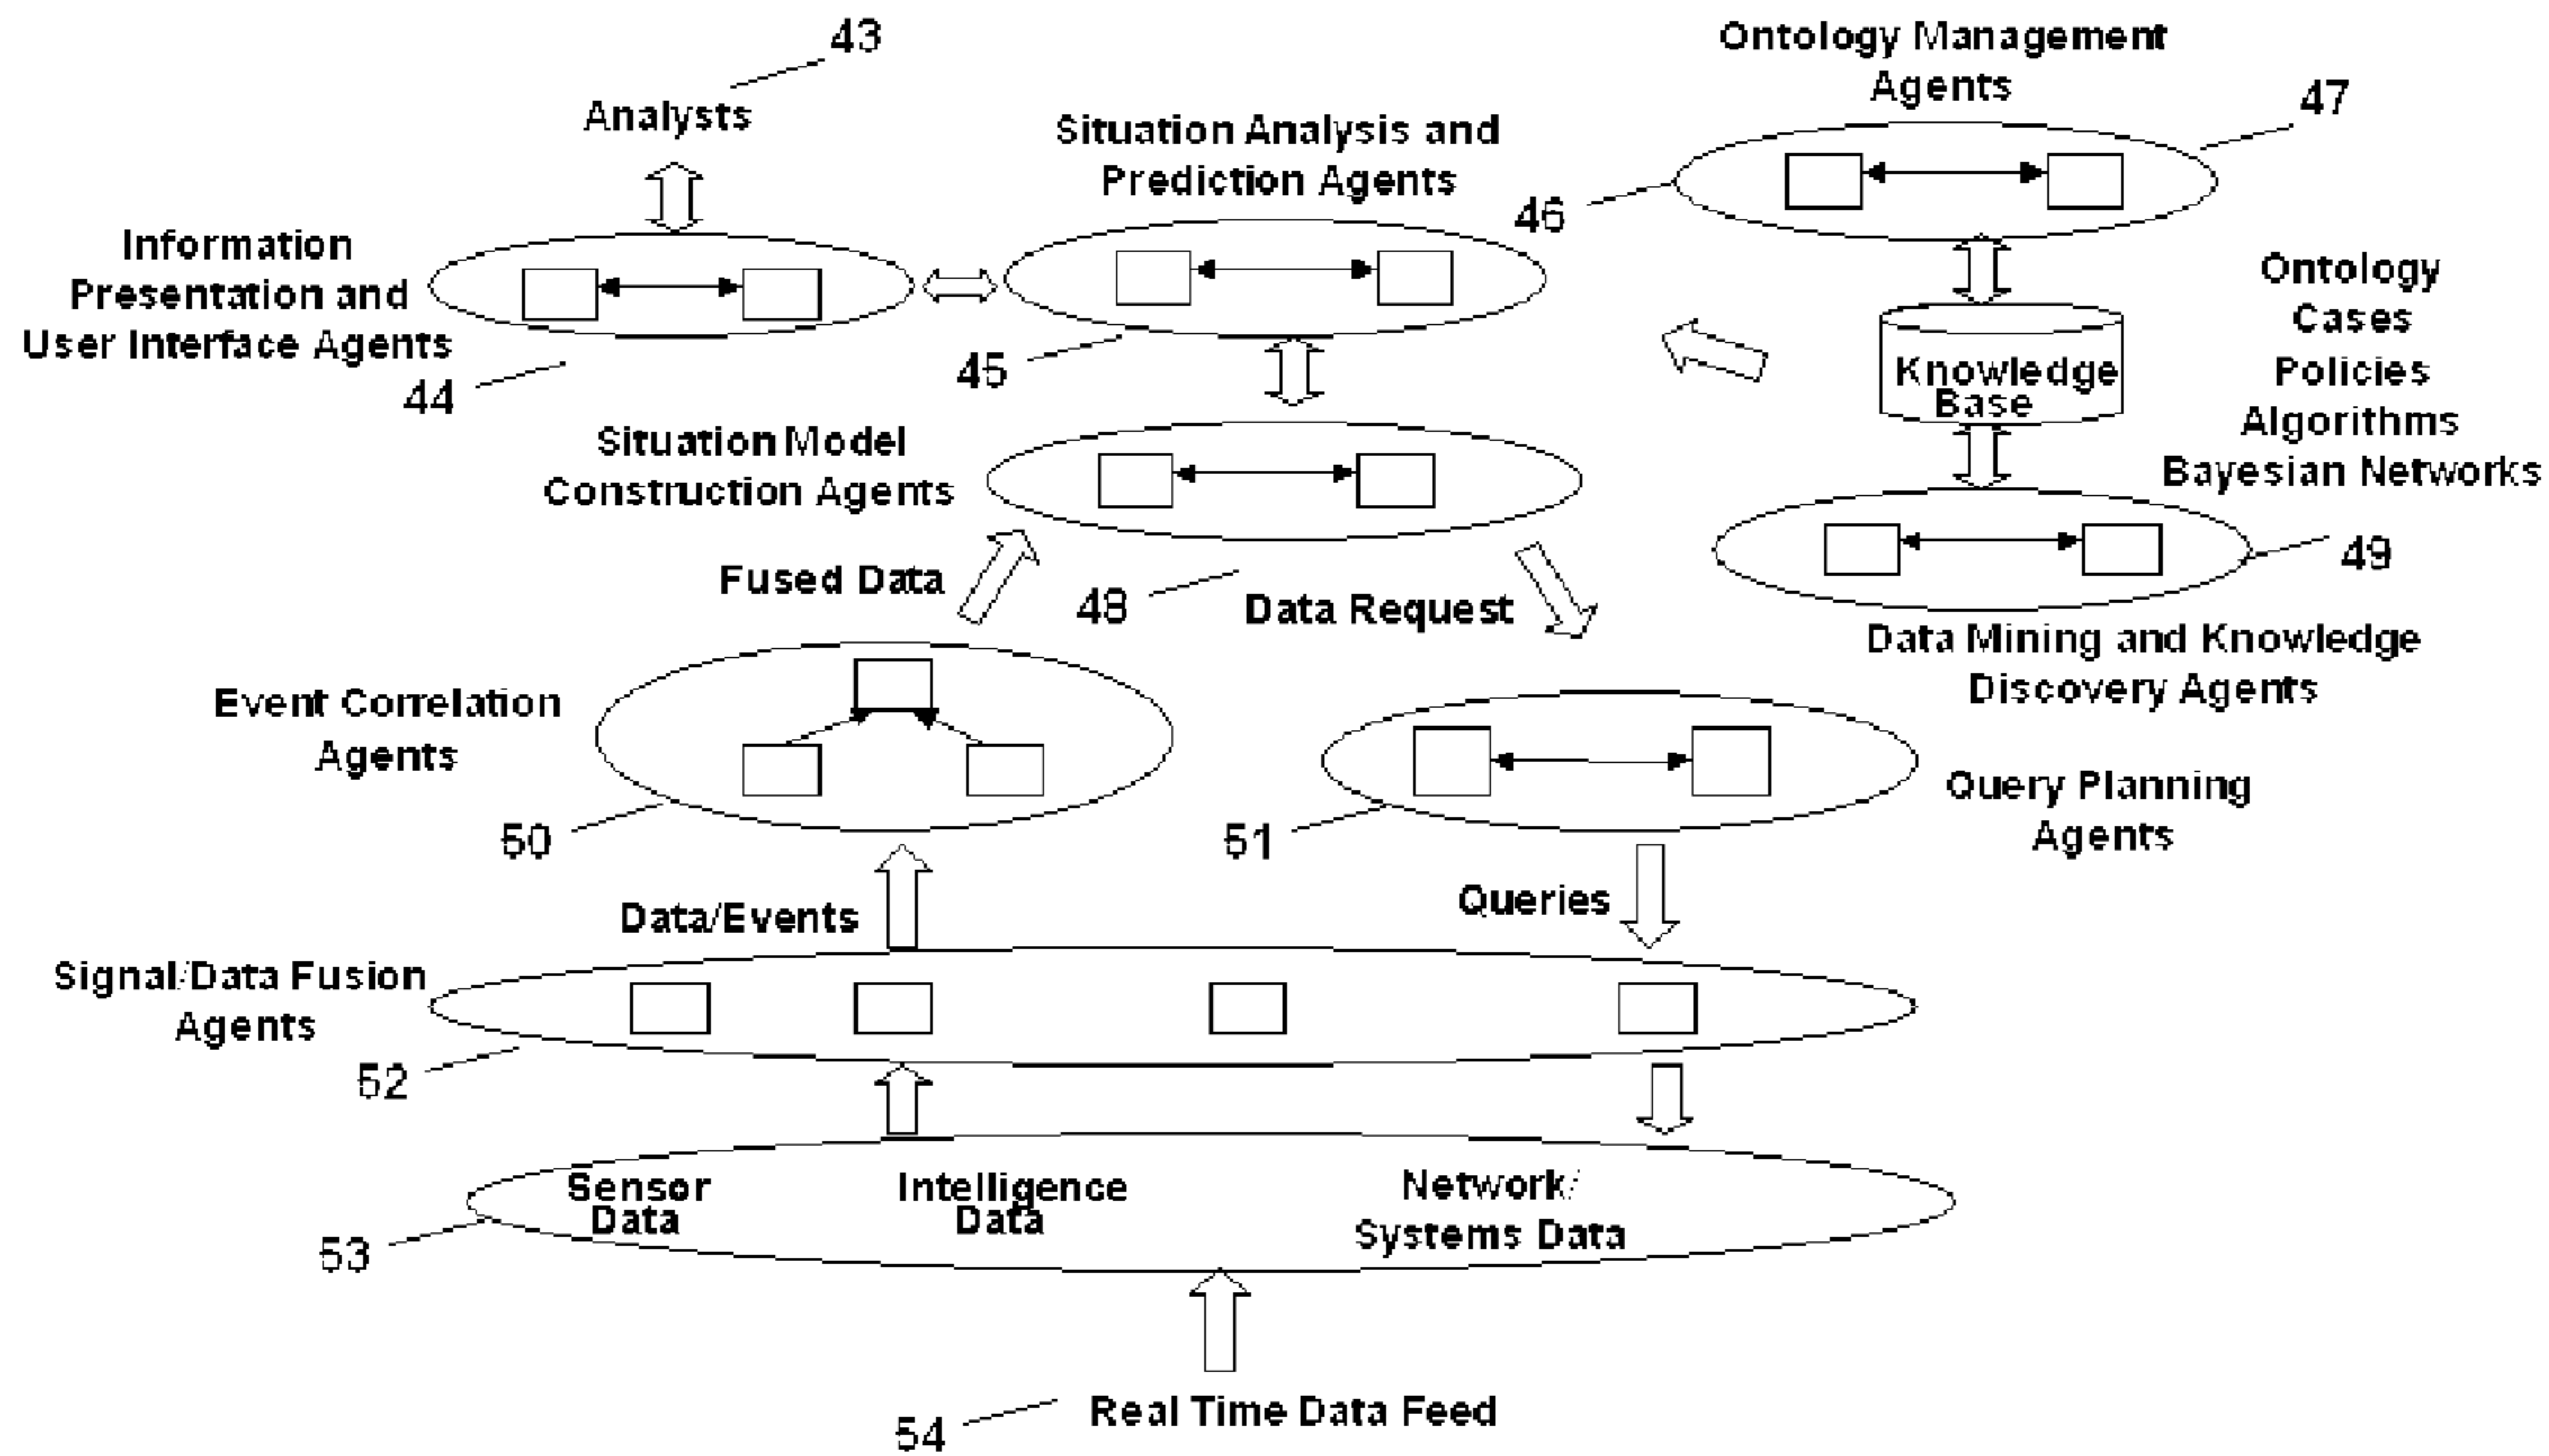 43
Analysts
Ontology Management
Agents
47
Situation Analysis and
Prediction Agents
46
Information
Presentation and
User Interface Agents
44
45
Ontology
Cases
Policies
Algorithms
Bayesian Networks
Knowledge
Base
Situation Model
Construction Agents
48
49
Fused Data
Data Request
Data Mining and Knowledge
Discovery Agents
Event Correlation
Agents
50
51
Query Planning
Agents
Data/Events
Queries
Signal/Data Fusion
Agents
52
Sensor
Data
Intelligence
Data
Network/
Systems Data
53
54
Real Time Data Feed